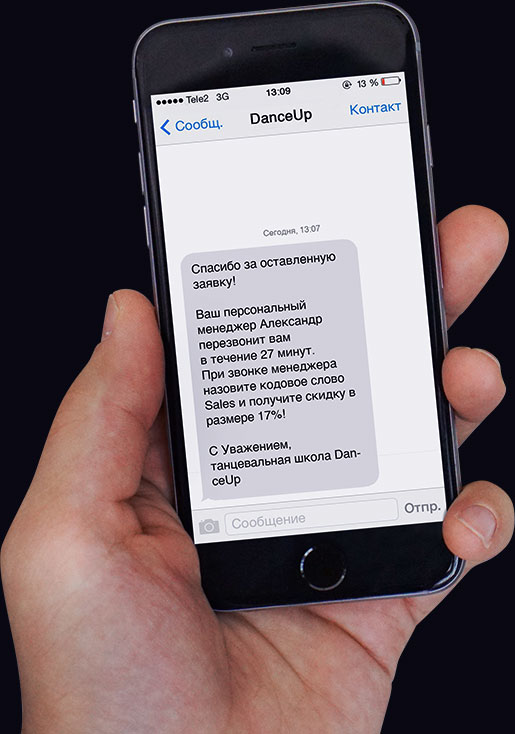 Tele2 3G 13:09 13 %
Сообщ. DanceUp Контакт
Сегодня, 13:07
Спасибо за оставленную
заявку!
Ваш персональный
менеджер Александр
перезвонит вам
в течение 27 минут.
При звонке менеджера
назовите кодовое слово
Sales и получите скидку в
размере 17%!
С Уважением,
танцевальная школа Dan-
ceUp
Сообщение Отпр.